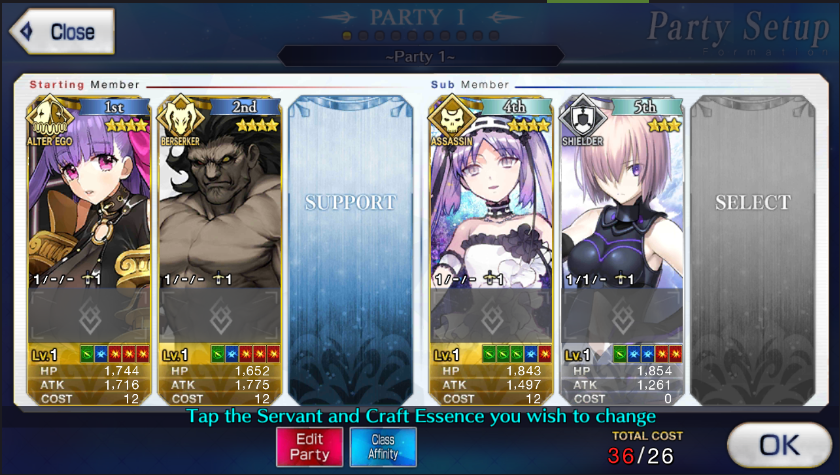 Close
PARTY I
Party Setup
Formation
~Party 1~
Starting Member
Sub Member
1st
ALTER EGO
2nd
BERSERKER
SUPPORT
4th
ASSASSIN
5th
SHIELDER
SELECT
1/-/- 1
1/-/- 1
1/-/- 1
1/1/- 1
Lv.1
Lv.1
Lv.1
Lv.1
HP 1,744
HP 1,652
HP 1,843
HP 1,854
ATK 1,716
ATK 1,775
ATK 1,497
ATK 1,261
COST 12
COST 12
COST 12
COST 0
Tap the Servant and Craft Essence you wish to change
Edit
Party
Class
Affinity
TOTAL COST
36/26
OK